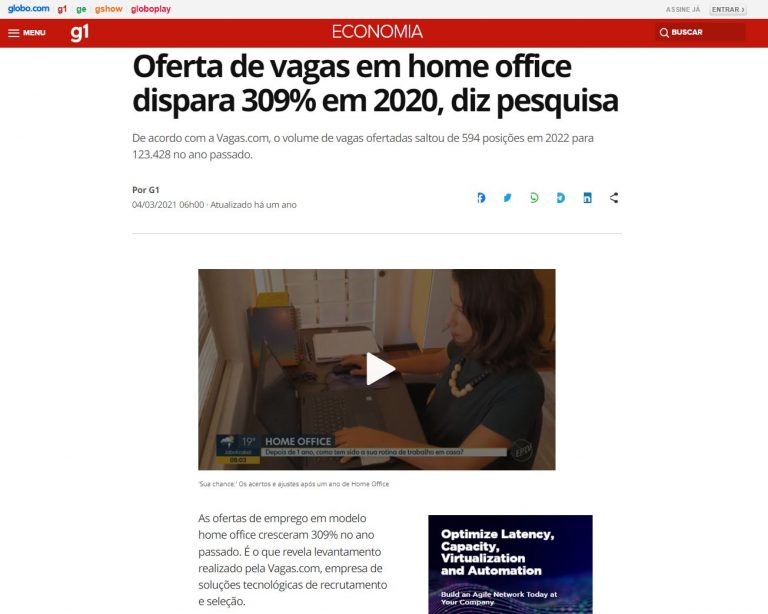 globo.com g1 ge gshow globoplay ASSINE JÁ ENTRAR ›
MENU g1 ECONOMIA BUSCAR
Oferta de vagas em home office
dispara 309% em 2020, diz pesquisa
De acordo com a Vagas.com, o volume de vagas ofertadas saltou de 594 posições em 2022 para
123.428 no ano passado.
Por G1
04/03/2021 06h00 · Atualizado há um ano
19° HOME OFFICE
Jaboticabal Depois de 1 ano, como tem sido a sua rotina de trabalho em casa?
06:03 EPTV
'Sua chance:' Os acertos e ajustes após um ano de Home Office
As ofertas de emprego em modelo
home office cresceram 309% no ano
passado. É o que revela levantamento
realizado pela Vagas.com, empresa de
soluções tecnológicas de recrutamento
e seleção.
Optimize Latency,
Capacity,
Virtualization
and Automation
Build an Agile Network Today at
Your Company